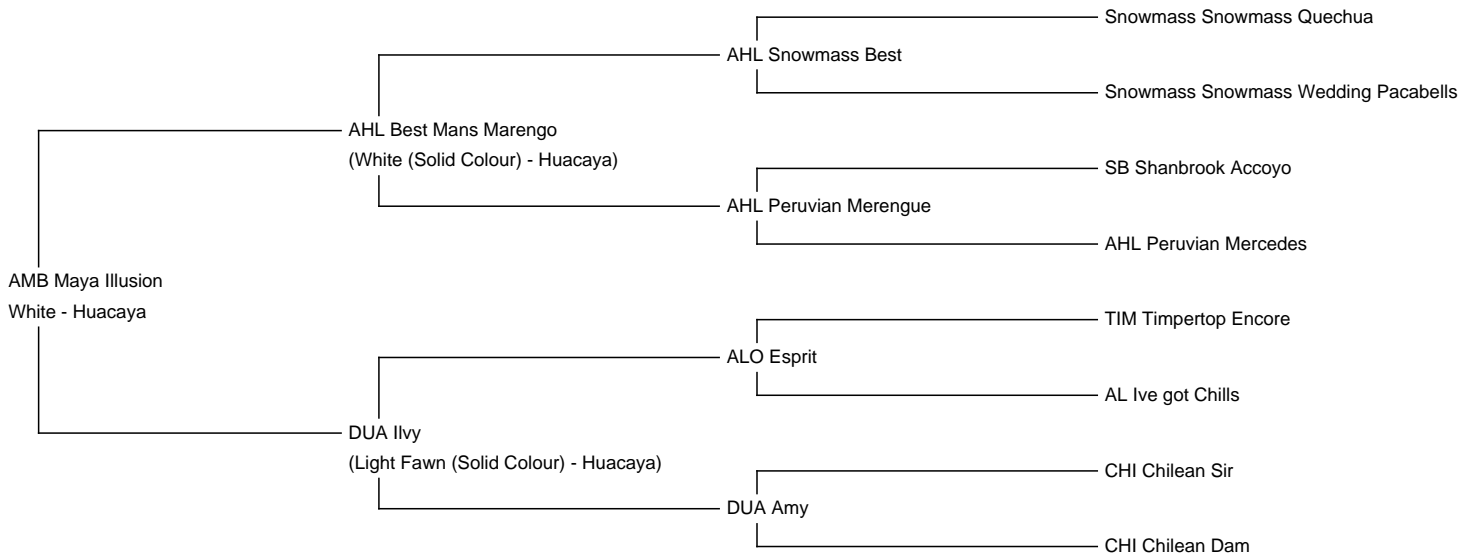 Snowmass Snowmass Quechua
AHL Snowmass Best
Snowmass Snowmass Wedding Pacabells
AHL Best Mans Marengo
(White (Solid Colour) - Huacaya)
SB Shanbrook Accoyo
AHL Peruvian Merengue
AHL Peruvian Mercedes
AMB Maya Illusion
White - Huacaya
TIM Timpertop Encore
ALO Esprit
AL Ive got Chills
DUA Ilvy
(Light Fawn (Solid Colour) - Huacaya)
CHI Chilean Sir
DUA Amy
CHI Chilean Dam